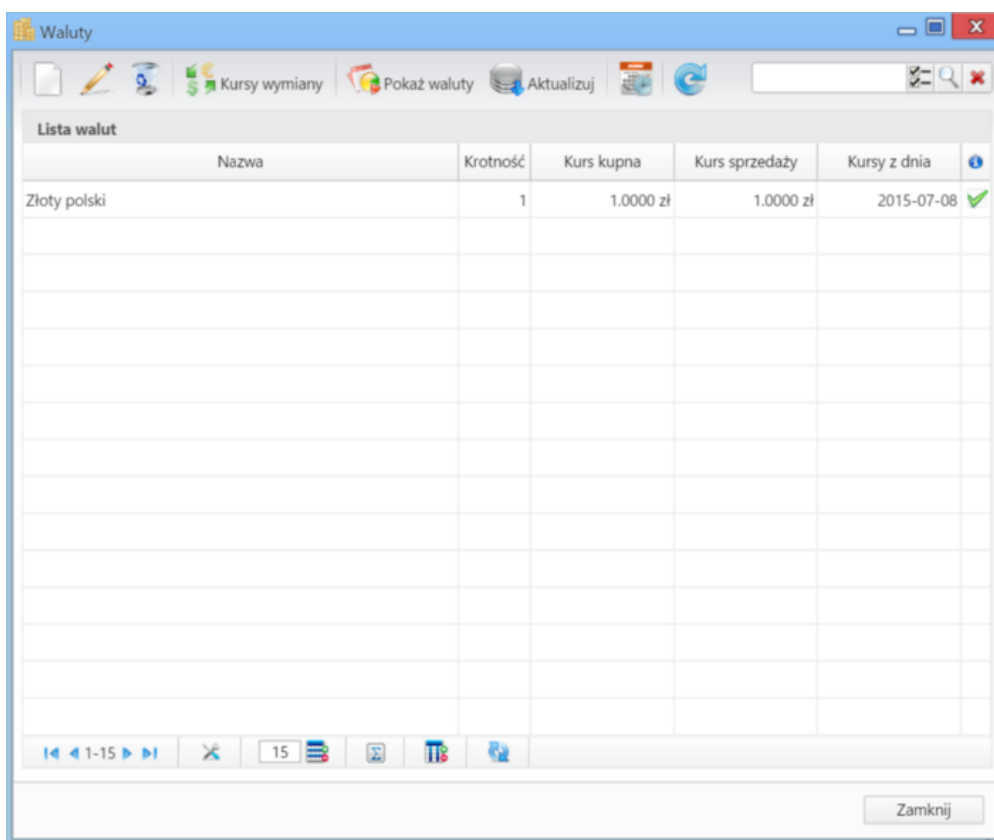 Waluty
Kursy wymiany Pokaż waluty Aktualizuj
Lista walut
Nazwa Krotność Kurs kupna Kurs sprzedaży Kursy z dnia
Złoty polski 1 1.0000 zł 1.0000 zł 2015-07-08
1-15 15
Zamknij